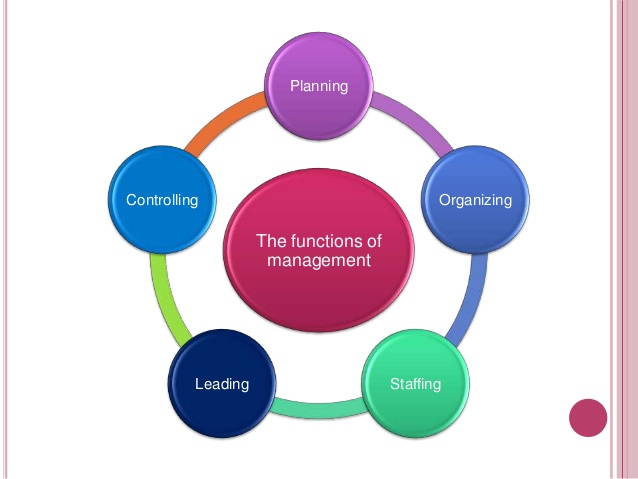 Planning
Controlling
Organizing
The functions of
management
Leading
Staffing